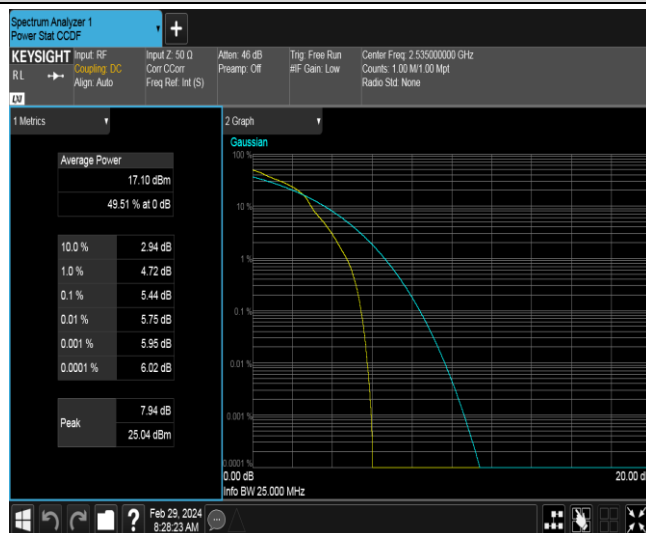 Spectrum Analyzer 1
Power Stat CCDF
+
KEYSIGHT
RL
LXI
Input: RF
Coupling: DC
Align: Auto
Input Z: 50 Ω
Corr CCorr
Freq Ref: Int (S)
Atten: 46 dB
Preamp: Off
Trig: Free Run
#IF Gain: Low
Center Freq: 2.535000000 GHz
Counts: 1.00 M/1.00 Mpt
Radio Std: None
1 Metrics
Average Power
17.10 dBm
49.51 % at 0 dB
10.0 % 2.94 dB
1.0 % 4.72 dB
0.1 % 5.44 dB
0.01 % 5.75 dB
0.001 % 5.95 dB
0.0001 % 6.02 dB
Peak
7.94 dB
25.04 dBm
2 Graph
Gaussian
100 %
10 %
1 %
0.1 %
0.01 %
0.001 %
0.0001 %
0.00 dB
20.00 d
Info BW 25.000 MHz
?
Feb 29, 2024
8:28:23 AM